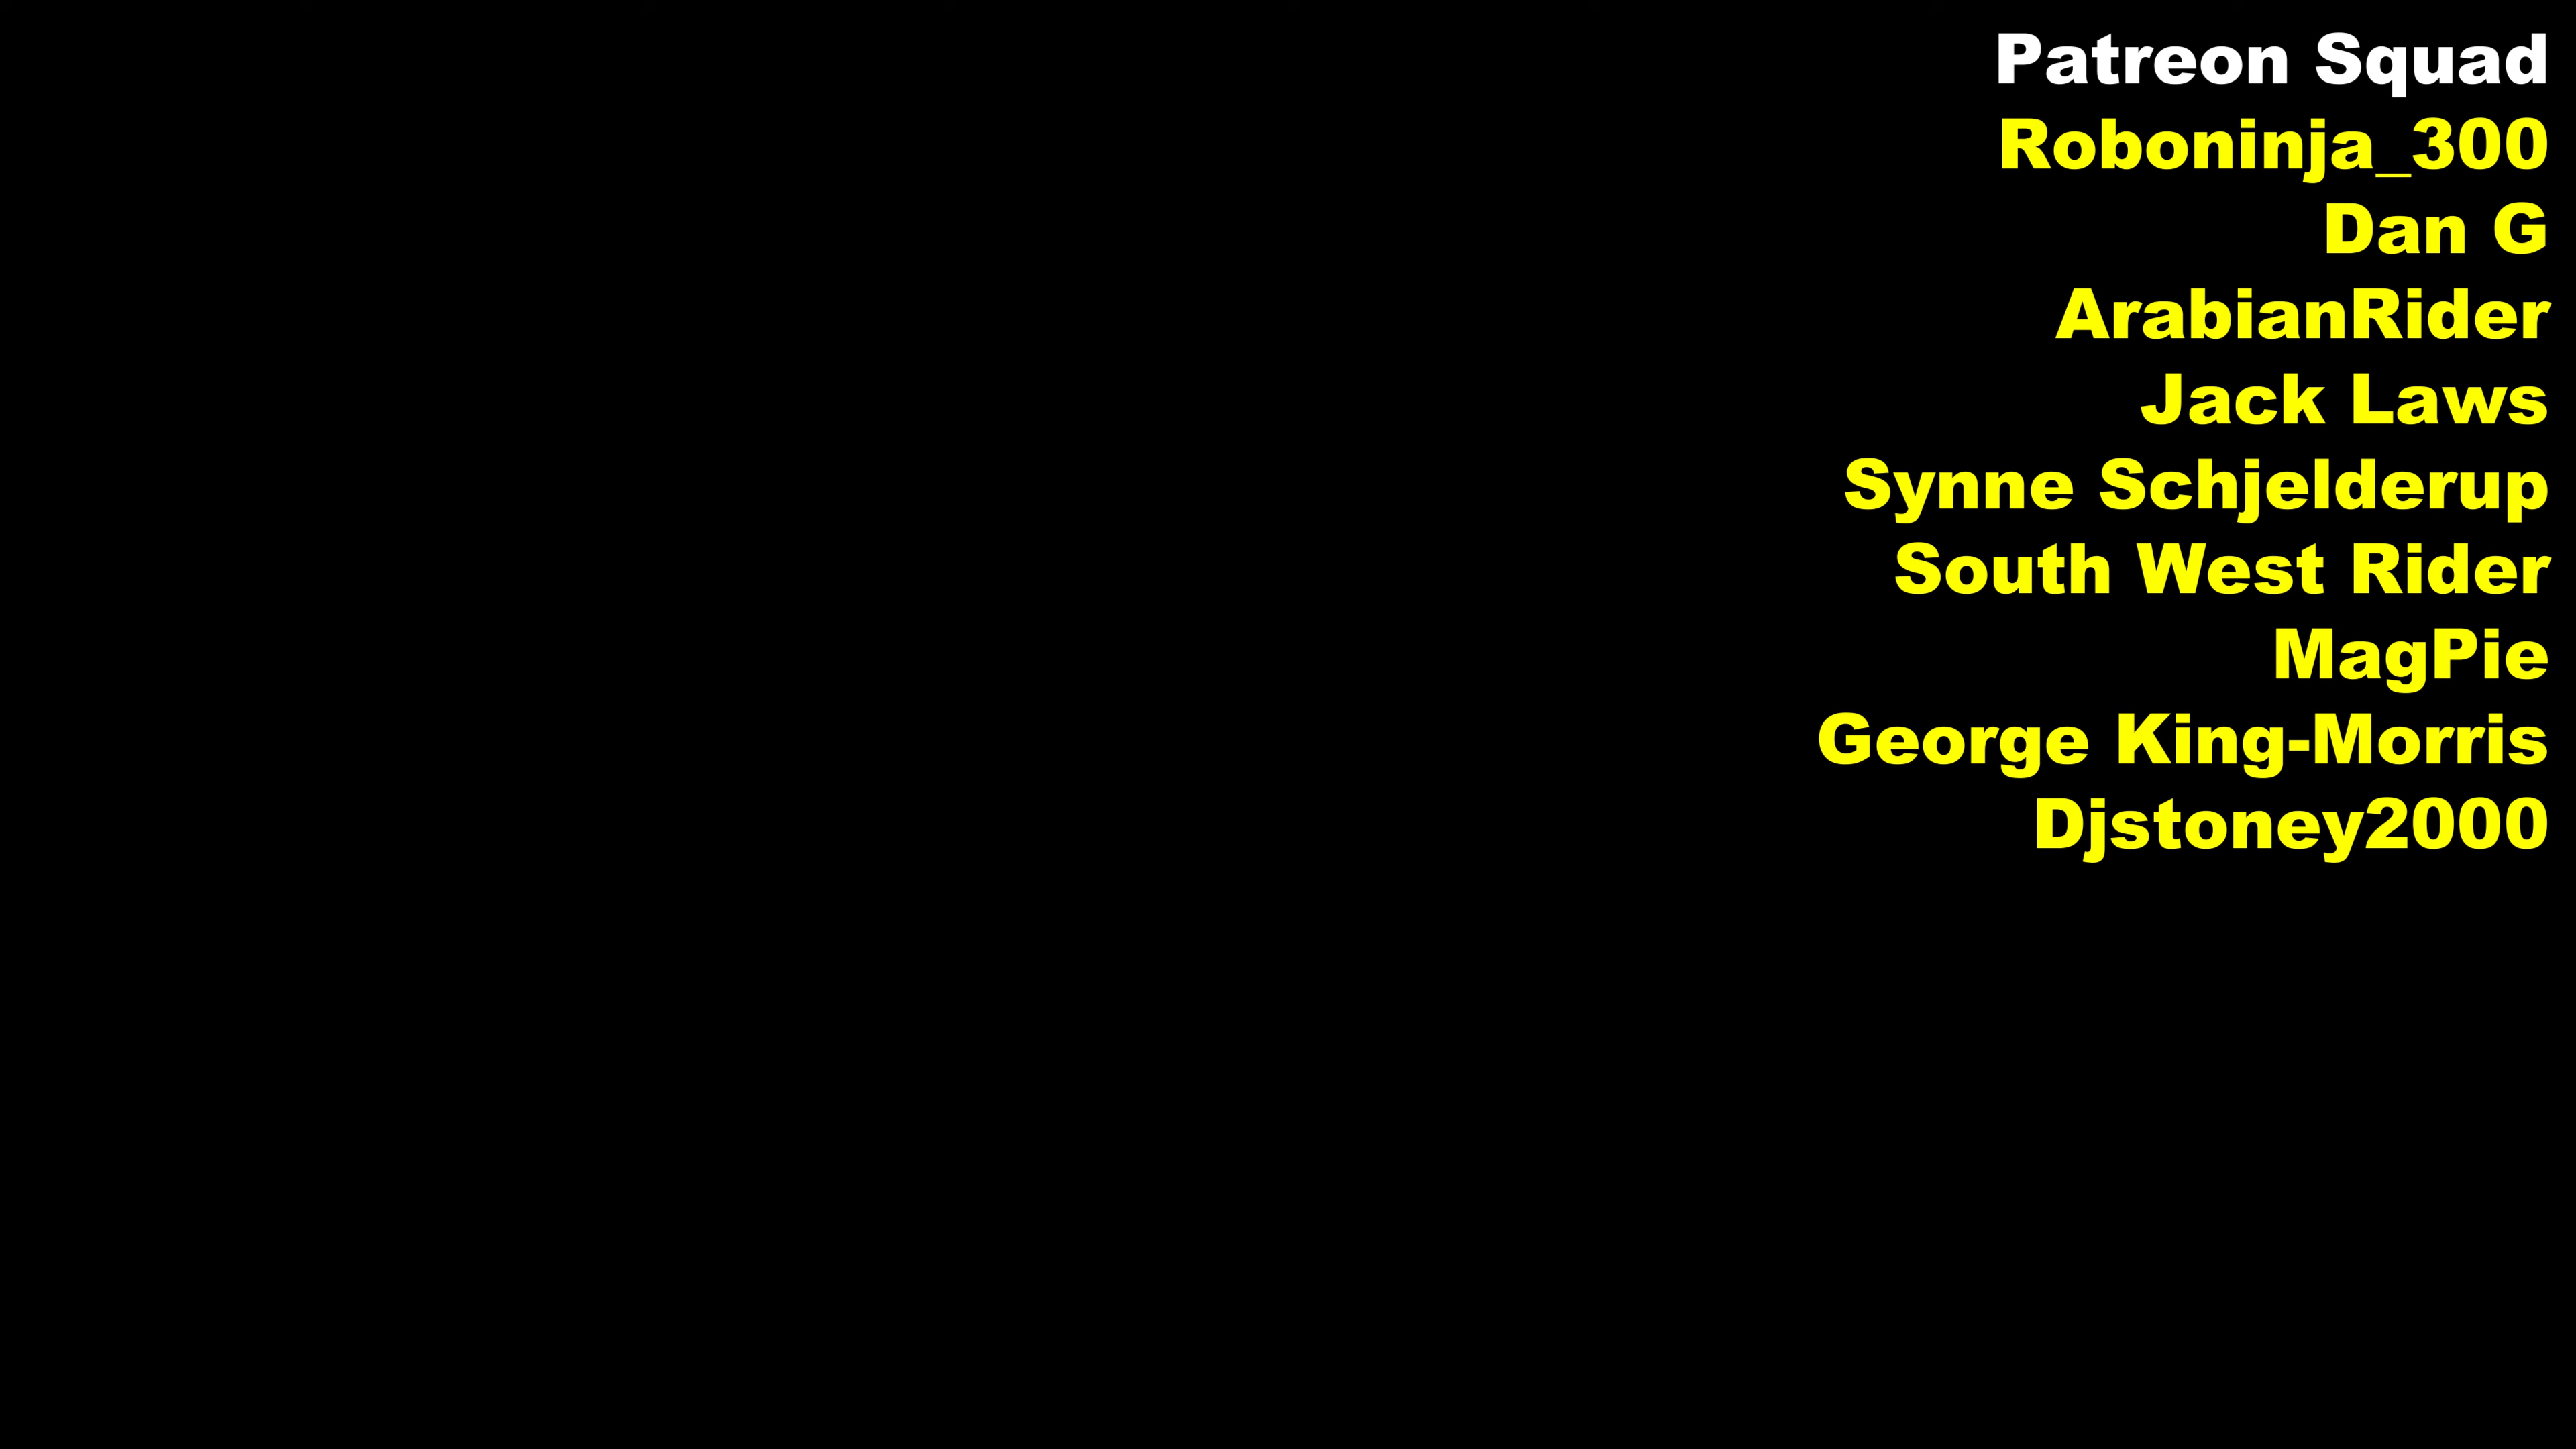 Patreon Squad
Roboninja_300
Dan G
ArabianRider
Jack Laws
Synne Schjelderup
South West Rider
MagPie
George King-Morris
Djstoney2000